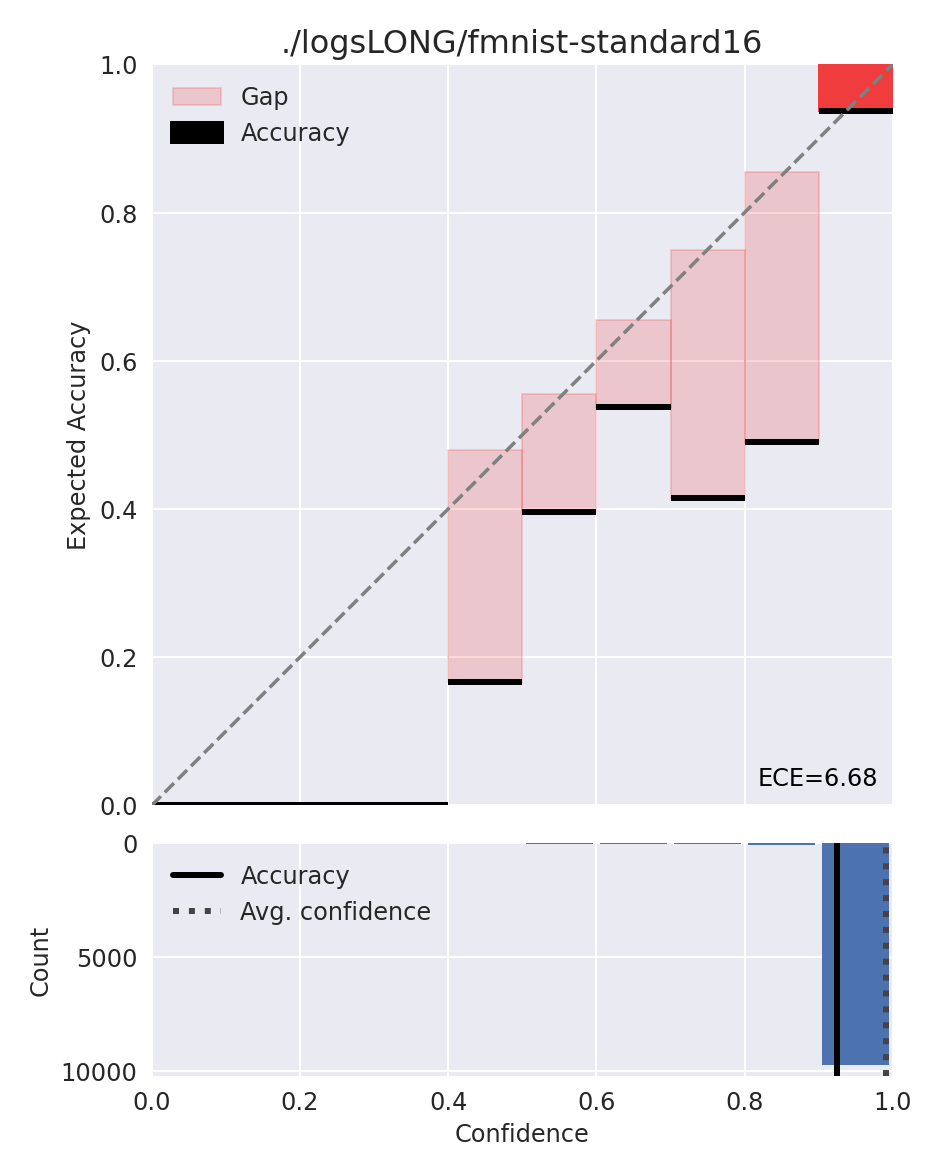 ./logsLONG/fmnist-standard16
1.0
Gap
Accuracy
0.8
0.6
Expected Accuracy
0.4
0.2
ECE=6.68
0.0
0
Accuracy
Avg. confidence
Count
5000
10000
0.0 0.2 0.4 0.6 0.8 1.0
Confidence